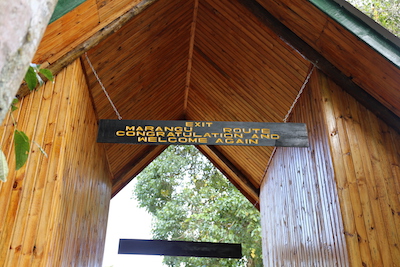 EXIT
MARANGU ROUTE
CONGRATULATION AND
WELCOME AGAIN